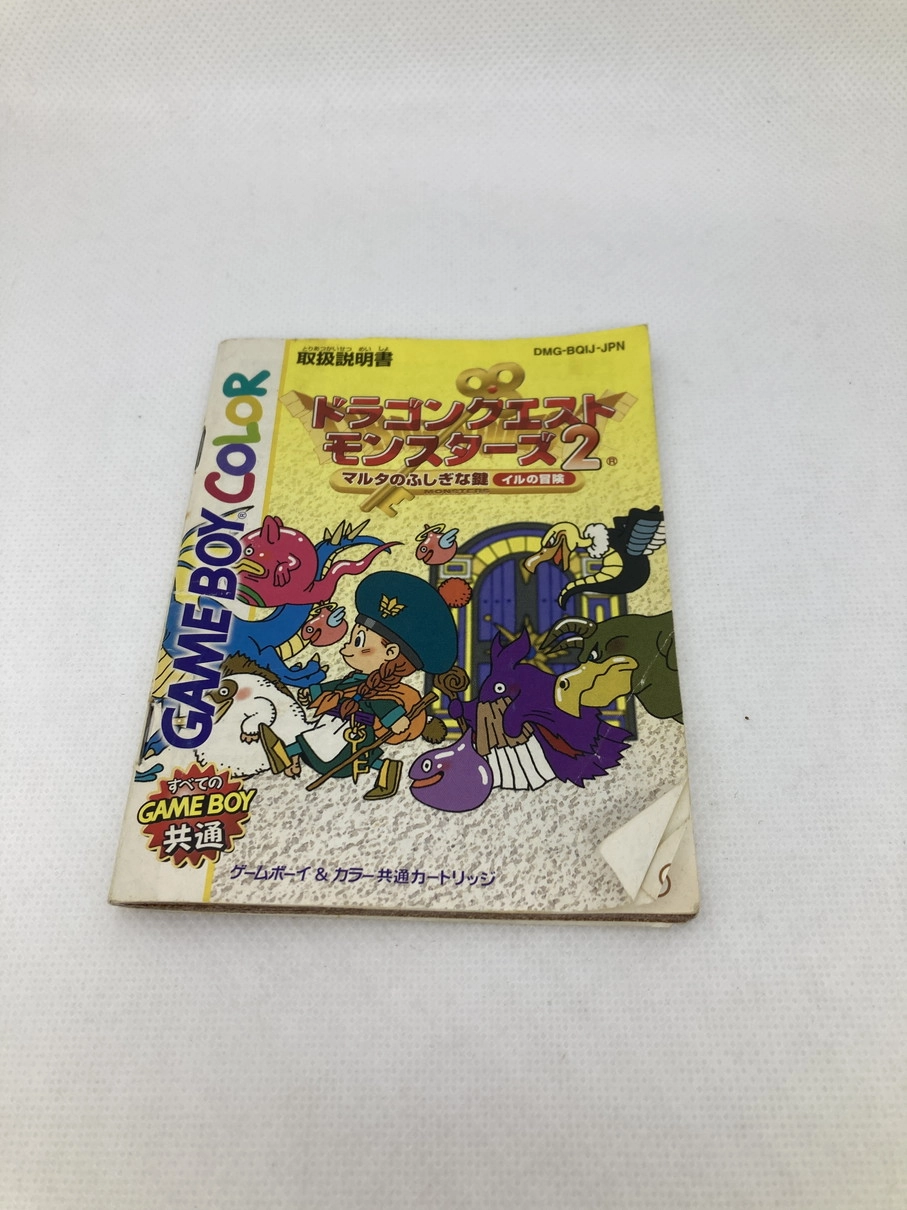 とりあつかいせつ めい しょ
取扱説明書
DMG-BQIJ-JPN
ドラゴンクエスト
モンスターズ2
®
マルタのふしぎな鍵 イルの冒険
MONSTERS
GAME BOY COLOR
®
すべての
GAME BOY
共通
ゲームボーイ & カラー共通カートリッジ